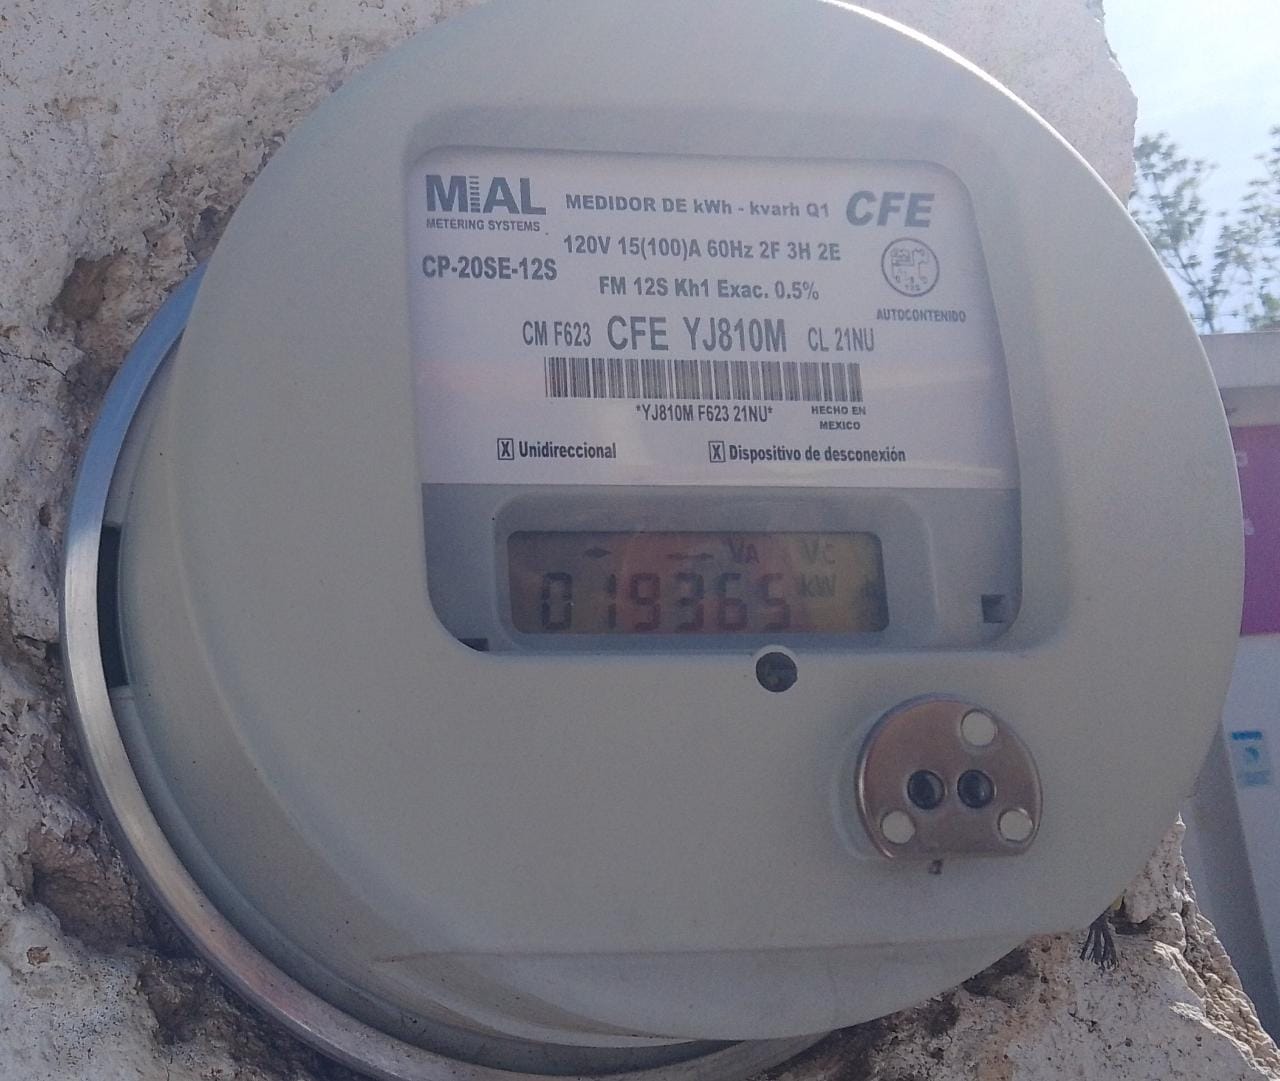 MIAL
METERING SYSTEMS
MEDIDOR DE kWh - kvarh Q1
CFE
120V 15(100)A 60Hz 2F 3H 2E
CP-20SE-12S
FM 12S Kh1 Exac. 0.5%
AUTOCONTENIDO
CM F623 CFE YJ810M CL 21NU
*YJ810M F623 21NU*
HECHO EN
MEXICO
X Unidireccional
X Dispositivo de desconexión
VA
019365 kW h